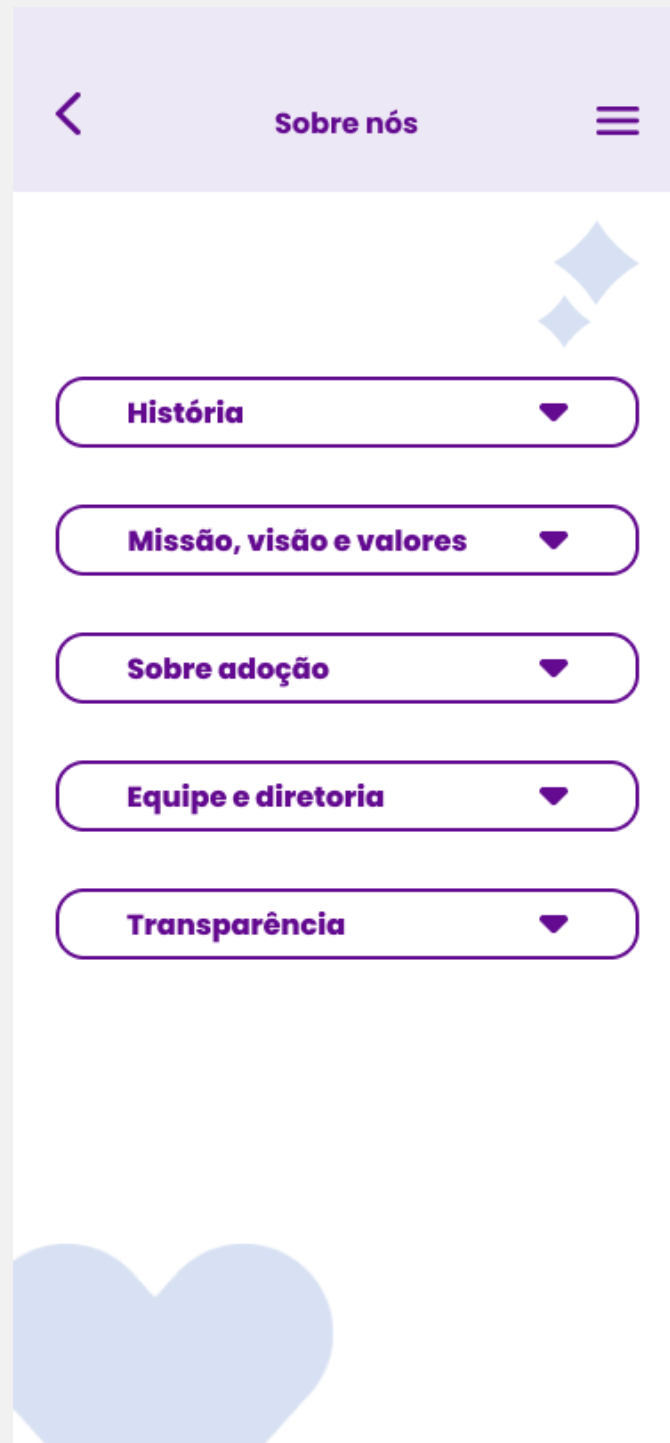 Sobre nós
História
Missão, visão e valores
Sobre adoção
Equipe e diretoria
Transparência